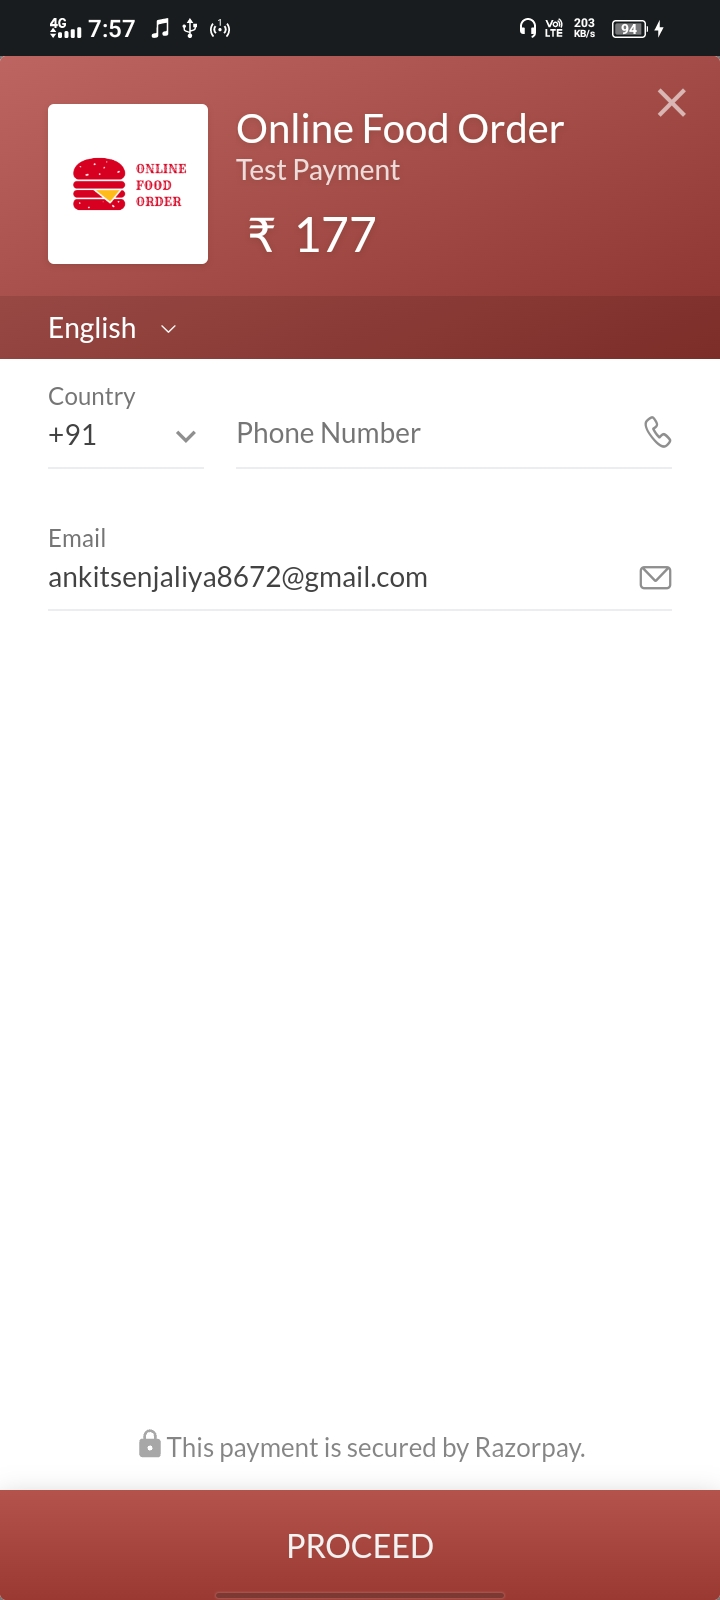 4G 7:57 1 Vo) LTE 203 KB/s 94
Online Food Order
ONLINE
FOOD
ORDER
Test Payment
₹ 177
English
Country
+91
Phone Number
Email
ankitsenjaliya8672@gmail.com
This payment is secured by Razorpay.
PROCEED